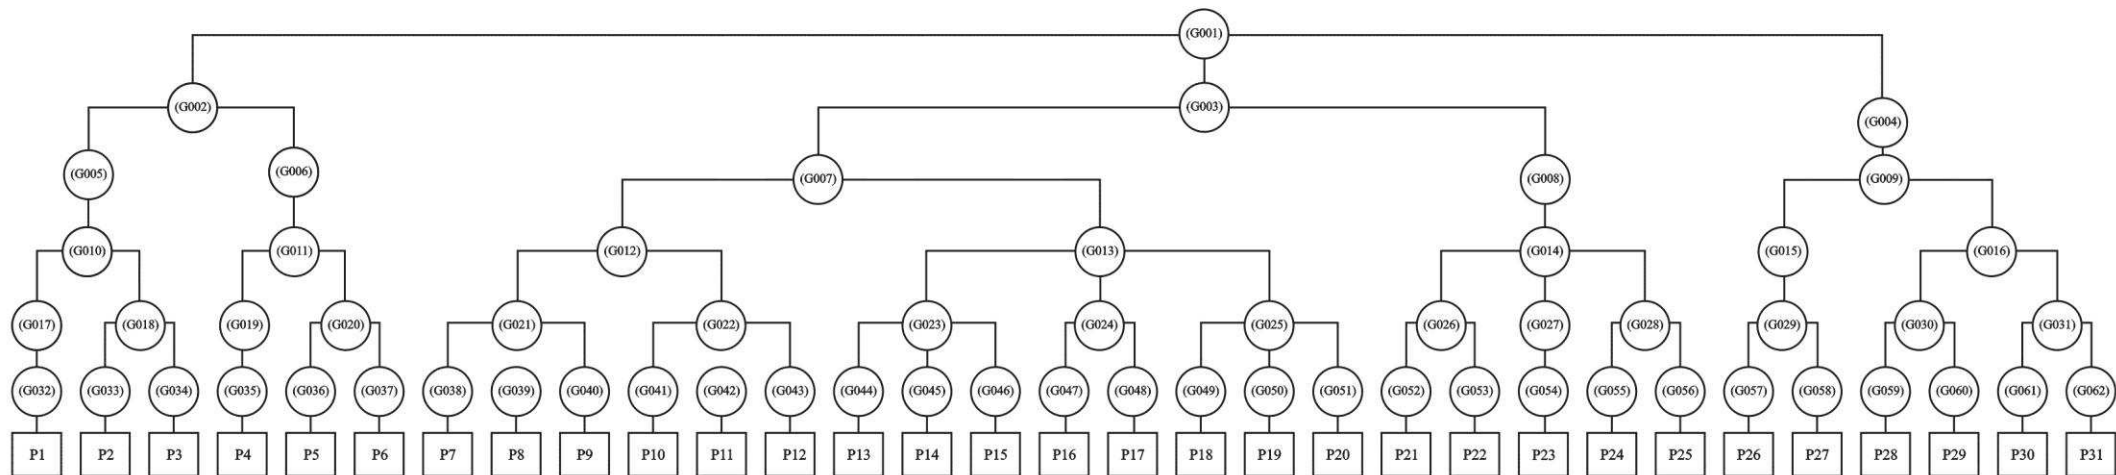 (G001)
(G002)
(G003)
(G004)
(G005)
(G006)
(G007)
(G008)
(G009)
(G010)
(G011)
(G012)
(G013)
(G014)
(G015)
(G016)
(G017)
(G018)
(G019)
(G020)
(G021)
(G022)
(G023)
(G024)
(G025)
(G026)
(G027)
(G028)
(G029)
(G030)
(G031)
(G032)
(G033)
(G034)
(G035)
(G036)
(G037)
(G038)
(G039)
(G040)
(G041)
(G042)
(G043)
(G044)
(G045)
(G046)
(G047)
(G048)
(G049)
(G050)
(G051)
(G052)
(G053)
(G054)
(G055)
(G056)
(G057)
(G058)
(G059)
(G060)
(G061)
(G062)
P1
P2
P3
P4
P5
P6
P7
P8
P9
P10
P11
P12
P13
P14
P15
P16
P17
P18
P19
P20
P21
P22
P23
P24
P25
P26
P27
P28
P29
P30
P31